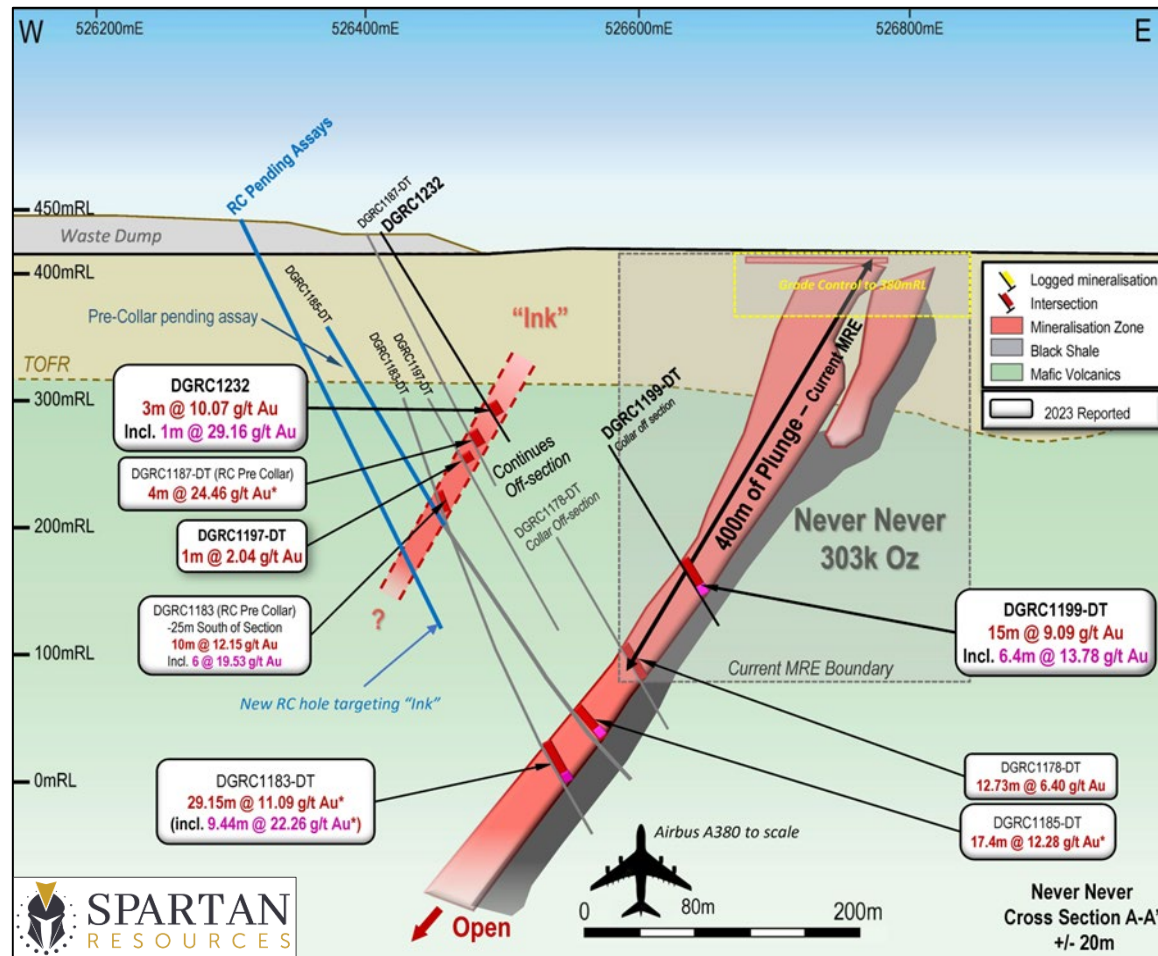 W
526200mE
526400mE
526600mE
526800mE
E
RC Pending Assays
DGRC1187-DT
DGRC1232
450mRL
Waste Dump
400mRL
Grade Control to 380mRL
DGRC1185-DT
Pre-Collar pending assay
"Ink"
DGRC1197-DT
DGRC1183-DT
TOFR
300mRL
Logged mineralisation
Intersection
Mineralisation Zone
Black Shale
Mafic Volcanics
2023 Reported
DGRC1232
3m @ 10.07 g/t Au
Incl. 1m @ 29.16 g/t Au
DGRC1187-DT (RC Pre Collar)
4m @ 24.46 g/t Au*
200mRL
DGRC1197-DT
1m @ 2.04 g/t Au
DGRC1183 (RC Pre Collar)
-25m South of Section
10m @ 12.15 g/t Au
Incl. 6 @ 19.53 g/t Au
?
Continues
Off-section
DGRC1178-DT
Collar Off-section
DGRC1199-DT
Collar off section
400m of Plunge – Current MRE
Never Never
303k Oz
DGRC1199-DT
15m @ 9.09 g/t Au
Incl. 6.4m @ 13.78 g/t Au
100mRL
Current MRE Boundary
New RC hole targeting "Ink"
0mRL
DGRC1183-DT
29.15m @ 11.09 g/t Au*
(incl. 9.44m @ 22.26 g/t Au*)
DGRC1178-DT
12.73m @ 6.40 g/t Au
DGRC1185-DT
17.4m @ 12.28 g/t Au*
Airbus A380 to scale
0
80m
200m
Open
Never Never
Cross Section A-A'
+/- 20m
SPARTAN
RESOURCES